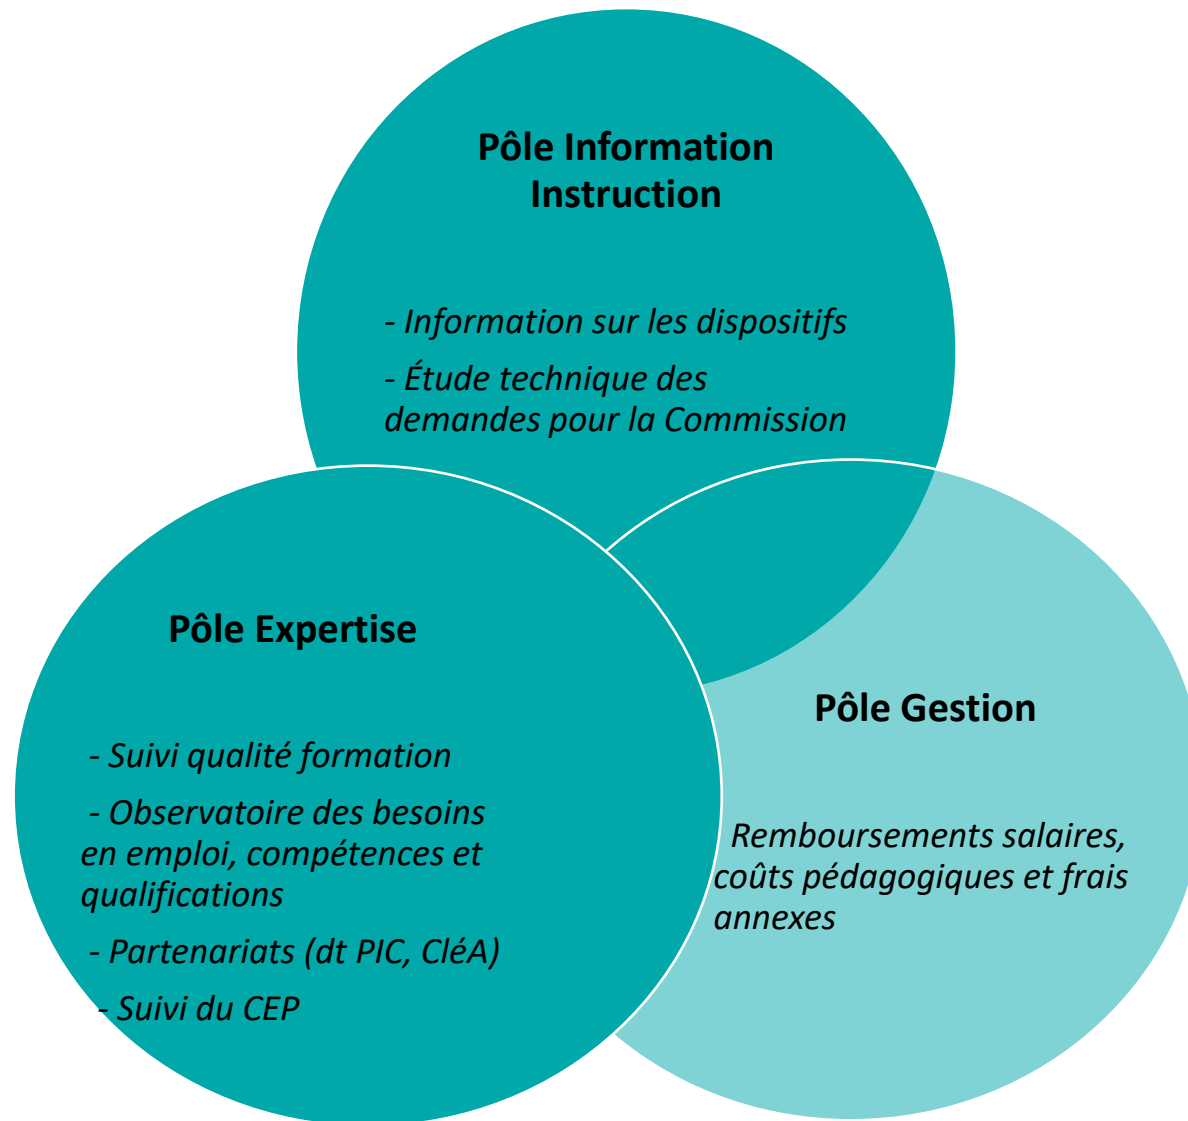 Pôle Information
Instruction
- Information sur les dispositifs
- Étude technique des
demandes pour la Commission
Pôle Expertise
- Suivi qualité formation
- Observatoire des besoins
en emploi, compétences et
qualifications
- Partenariats (dt PIC, CléA)
- Suivi du CEP
Pôle Gestion
Remboursements salaires,
coûts pédagogiques et frais
annexes